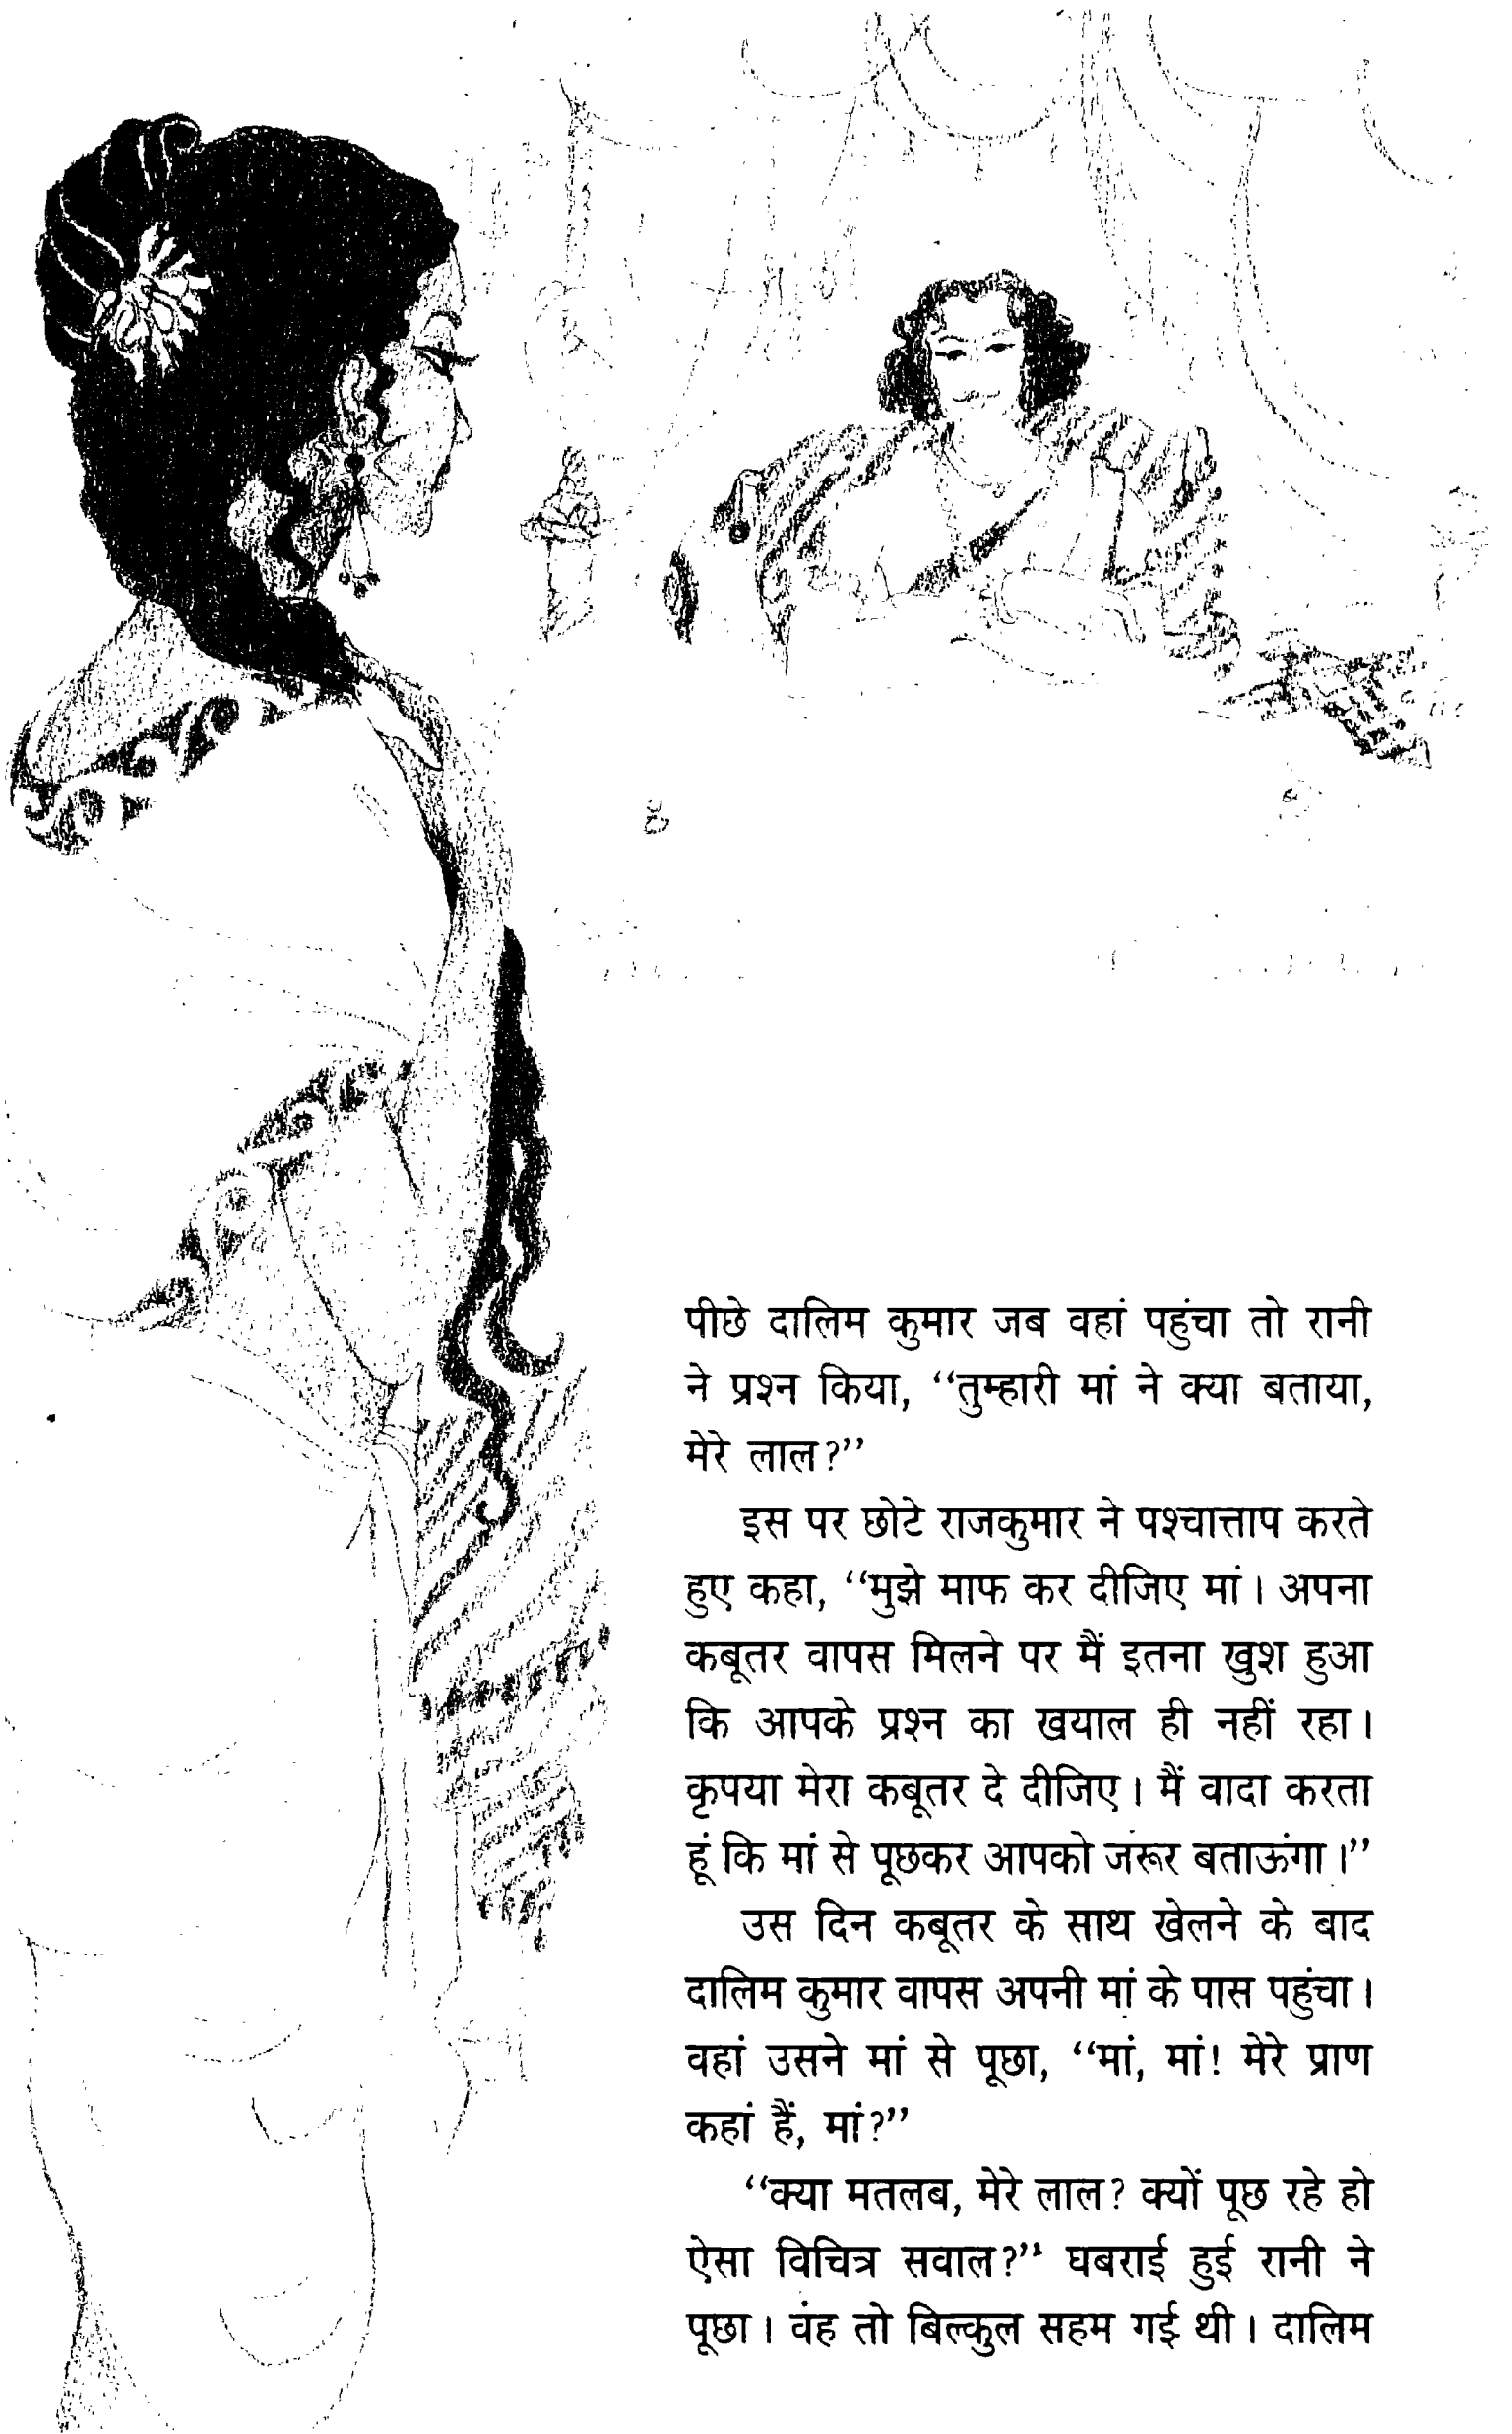 पीछे दालिम कुमार जब वहां पहुंचा तो रानी
ने प्रश्न किया, “तुम्हारी मां ने क्या बताया,
मेरे लाल?”
इस पर छोटे राजकुमार ने पश्चात्ताप करते
हुए कहा, “मुझे माफ कर दीजिए मां। अपना
कबूतर वापस मिलने पर मैं इतना खुश हुआ
कि आपके प्रश्न का खयाल ही नहीं रहा।
कृपया मेरा कबूतर दे दीजिए। मैं वादा करता
हूं कि मां से पूछकर आपको जरूर बताऊंगा।”
उस दिन कबूतर के साथ खेलने के बाद
दालिम कुमार वापस अपनी मां के पास पहुंचा।
वहां उसने मां से पूछा, “मां, मां! मेरे प्राण
कहां हैं, मां?”
“क्या मतलब, मेरे लाल? क्यों पूछ रहे हो
ऐसा विचित्र सवाल?” घबराई हुई रानी ने
पूछा। वह तो बिल्कुल सहम गई थी। दालिम